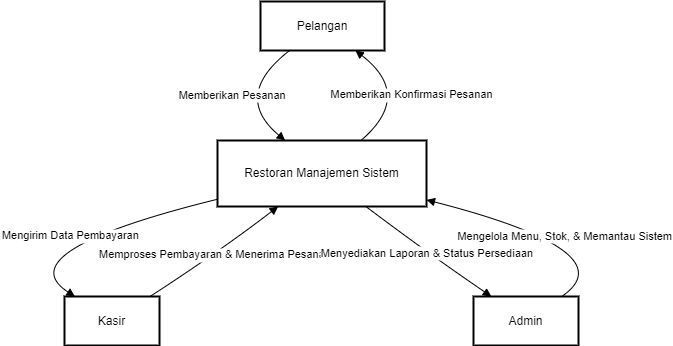 Pelangan
Memberikan Pesanan
Memberikan Konfirmasi Pesanan
Restoran Manajemen Sistem
Mengirim Data Pembayaran
Mengelola Menu, Stok, & Memantau Sistem
Memproses Pembayaran & Menerima Pesana
Menyediakan Laporan & Status Persediaan
Kasir
Admin